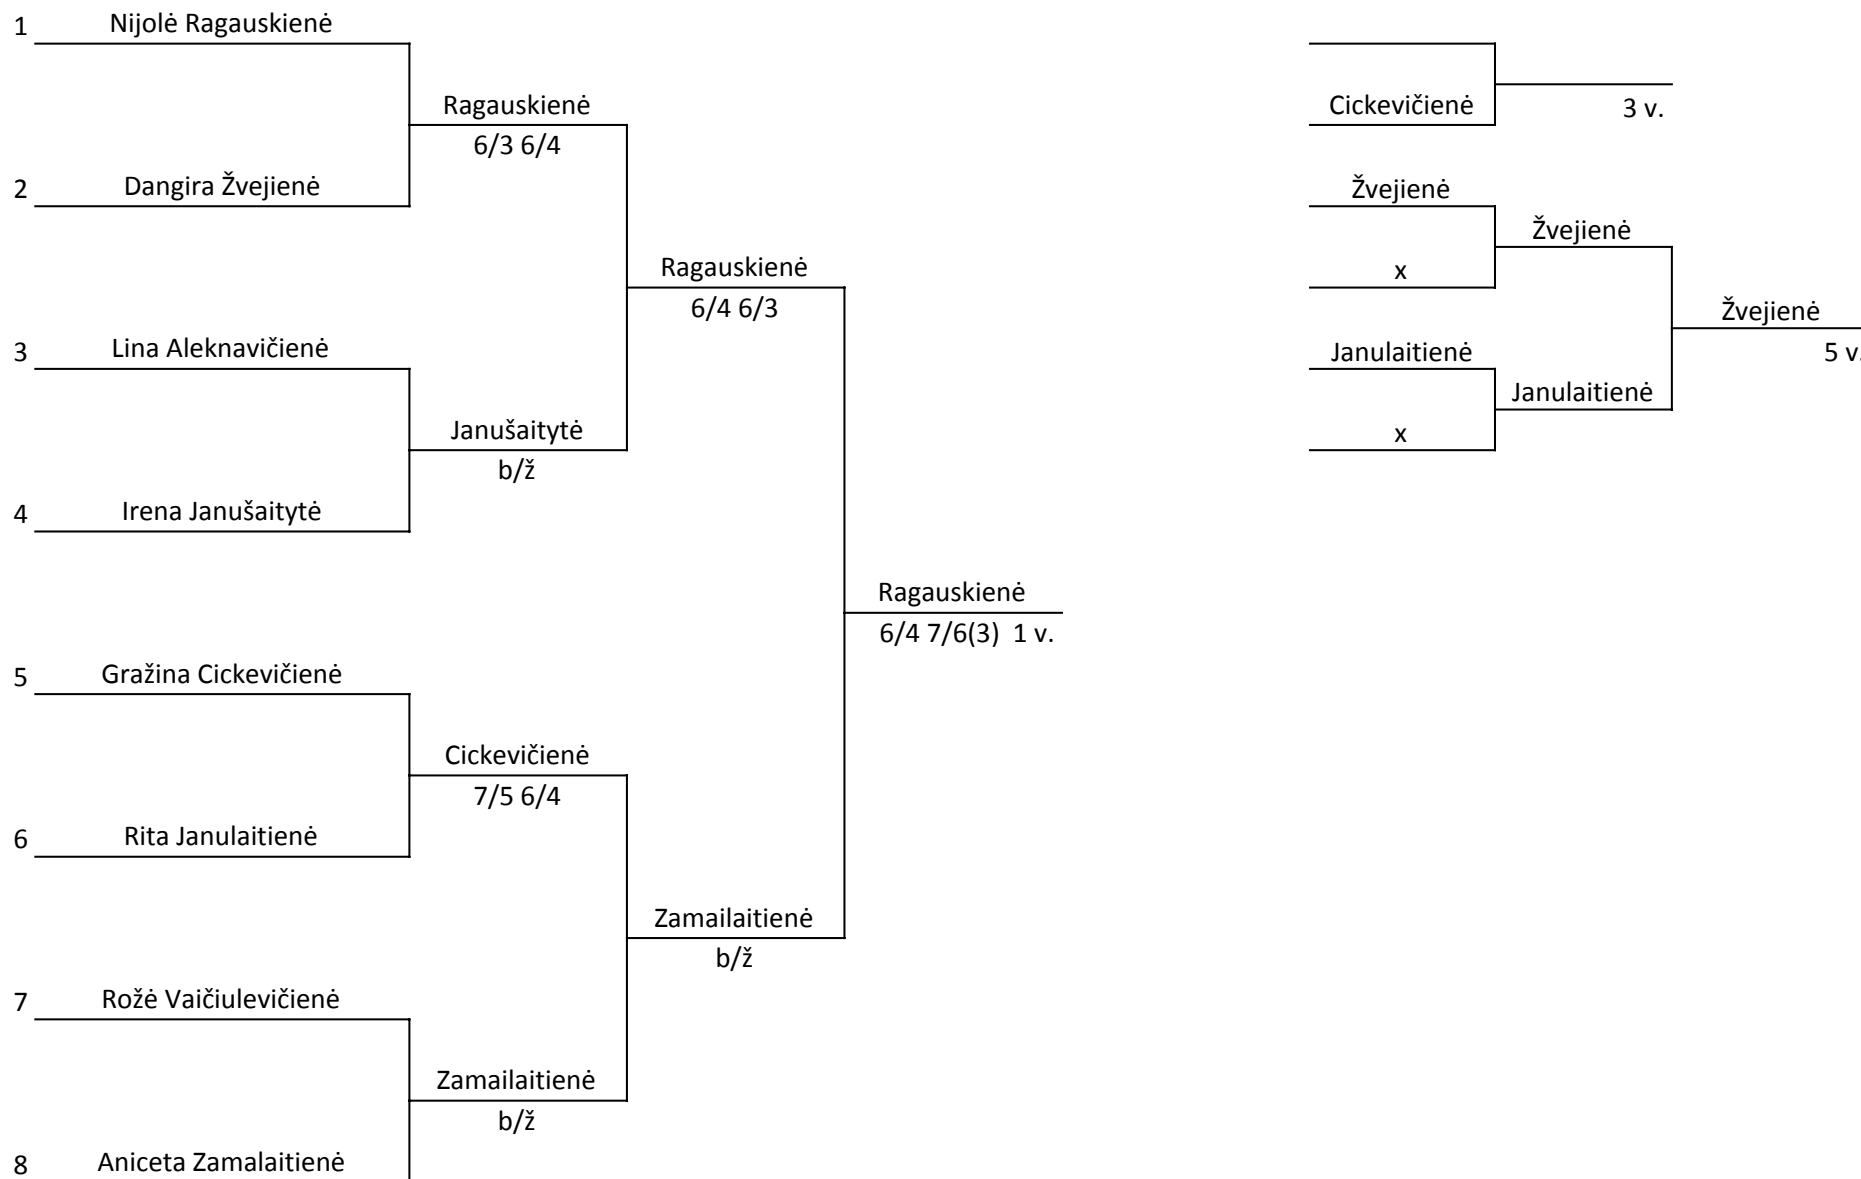 1 Nijolė Ragauskienė
Ragauskienė
6/3 6/4
2 Dangira Žvejienė
Ragauskienė
6/4 6/3
3 Lina Aleknavičienė
Janušaitytė
b/ž
4 Irena Janušaitytė
Ragauskienė
6/4 7/6(3) 1 v.
5 Gražina Cickevičienė
Cickevičienė
7/5 6/4
6 Rita Janulaitienė
Zamailaitienė
b/ž
7 Rožė Vaičiulevičienė
Zamailaitienė
b/ž
8 Aniceta Zamalaitienė
Cickevičienė
3 v.
Žvejienė
Žvejienė
x
Žvejienė
5 v.
Janulaitienė
Janulaitienė
x